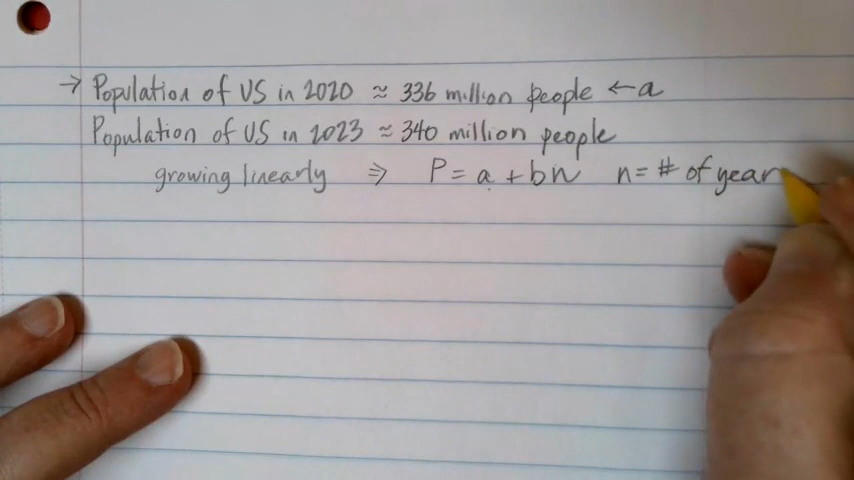 → Population of US in 2020 ≈ 336 million people ← a
Population of US in 2023 ≈ 340 million people
growing linearly ⇒ P = a + bn n = # of year